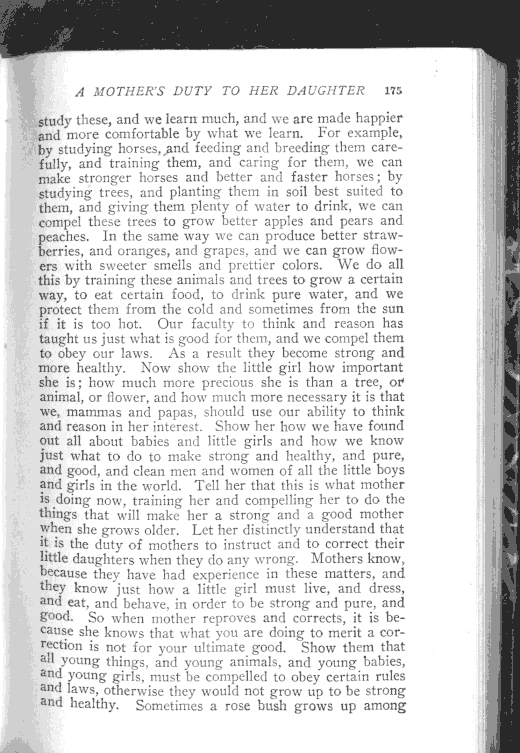 A MOTHER'S DUTY TO HER DAUGHTER 175
study these, and we learn much, and we are made happier
and more comfortable by what we learn. For example,
by studying horses, and feeding and breeding them care-
fully, and training them, and caring for them, we can
make stronger horses and better and faster horses; by
studying trees, and planting them in soil best suited to
them, and giving them plenty of water to drink, we can
compel these trees to grow better apples and pears and
peaches. In the same way we can produce better straw-
berries, and oranges, and grapes, and we can grow flow-
ers with sweeter smells and prettier colors. We do all
this by training these animals and trees to grow a certain
way, to eat certain food, to drink pure water, and we
protect them from the cold and sometimes from the sun
if it is too hot. Our faculty to think and reason has
taught us just what is good for them, and we compel them
to obey our laws. As a result they become strong and
more healthy. Now show the little girl how important
she is; how much more precious she is than a tree, or
animal, or flower, and how much more necessary it is that
we, mammas and papas, should use our ability to think
and reason in her interest. Show her how we have found
out all about babies and little girls and how we know
just what to do to make strong and healthy, and pure,
and good, and clean men and women of all the little boys
and girls in the world. Tell her that this is what mother
is doing now, training her and compelling her to do the
things that will make her a strong and a good mother
when she grows older. Let her distinctly understand that
it is the duty of mothers to instruct and to correct their
little daughters when they do any wrong. Mothers know,
because they have had experience in these matters, and
they know just how a little girl must live, and dress,
and eat, and behave, in order to be strong and pure, and
good. So when mother reproves and corrects, it is be-
cause she knows that what you are doing to merit a cor-
rection is not for your ultimate good. Show them that
all young things, and young animals, and young babies,
and young girls, must be compelled to obey certain rules
and laws, otherwise they would not grow up to be strong
and healthy. Sometimes a rose bush grows up among